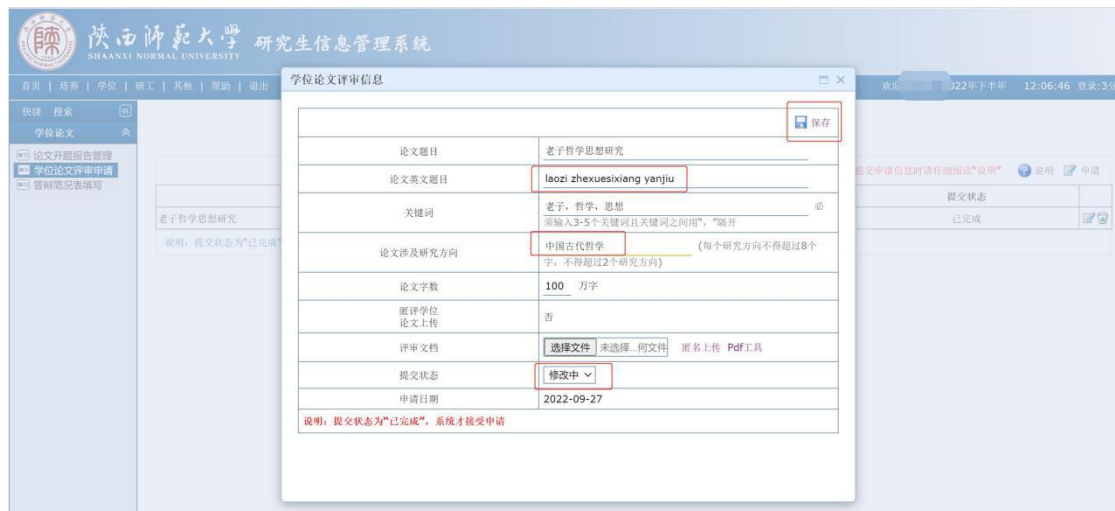 陕西师范大学 研究生信息管理系统
SHAANXI NORMAL UNIVERSITY
首页 | 培养 | 学位 | 研工 | 其他 | 帮助 | 退出
022年下半年 12:06:46 登录:3分
快捷 搜索
学位论文
论文开题报告管理
学位论文评审申请
答辩简况表填写
提交申请信息时请仔细阅读"说明" 说明 申请
提交状态
老子哲学思想研究
已完成
说明: 提交状态为"已完成"
学位论文评审信息
保存
论文题目 老子哲学思想研究
论文英文题目 laozi zhexuesixiang yanjiu
关键词 老子, 哲学, 思想 必
须输入3-5个关键词且关键词之间用", "隔开
论文涉及研究方向 中国古代哲学 (每个研究方向不得超过8个
字, 不得超过2个研究方向)
论文字数 100 万字
匿评学位
论文上传
否
评审文档 选择文件 未选择...何文件 匿名上传 Pdf工具
提交状态 修改中
申请日期 2022-09-27
说明: 提交状态为"已完成", 系统才接受申请